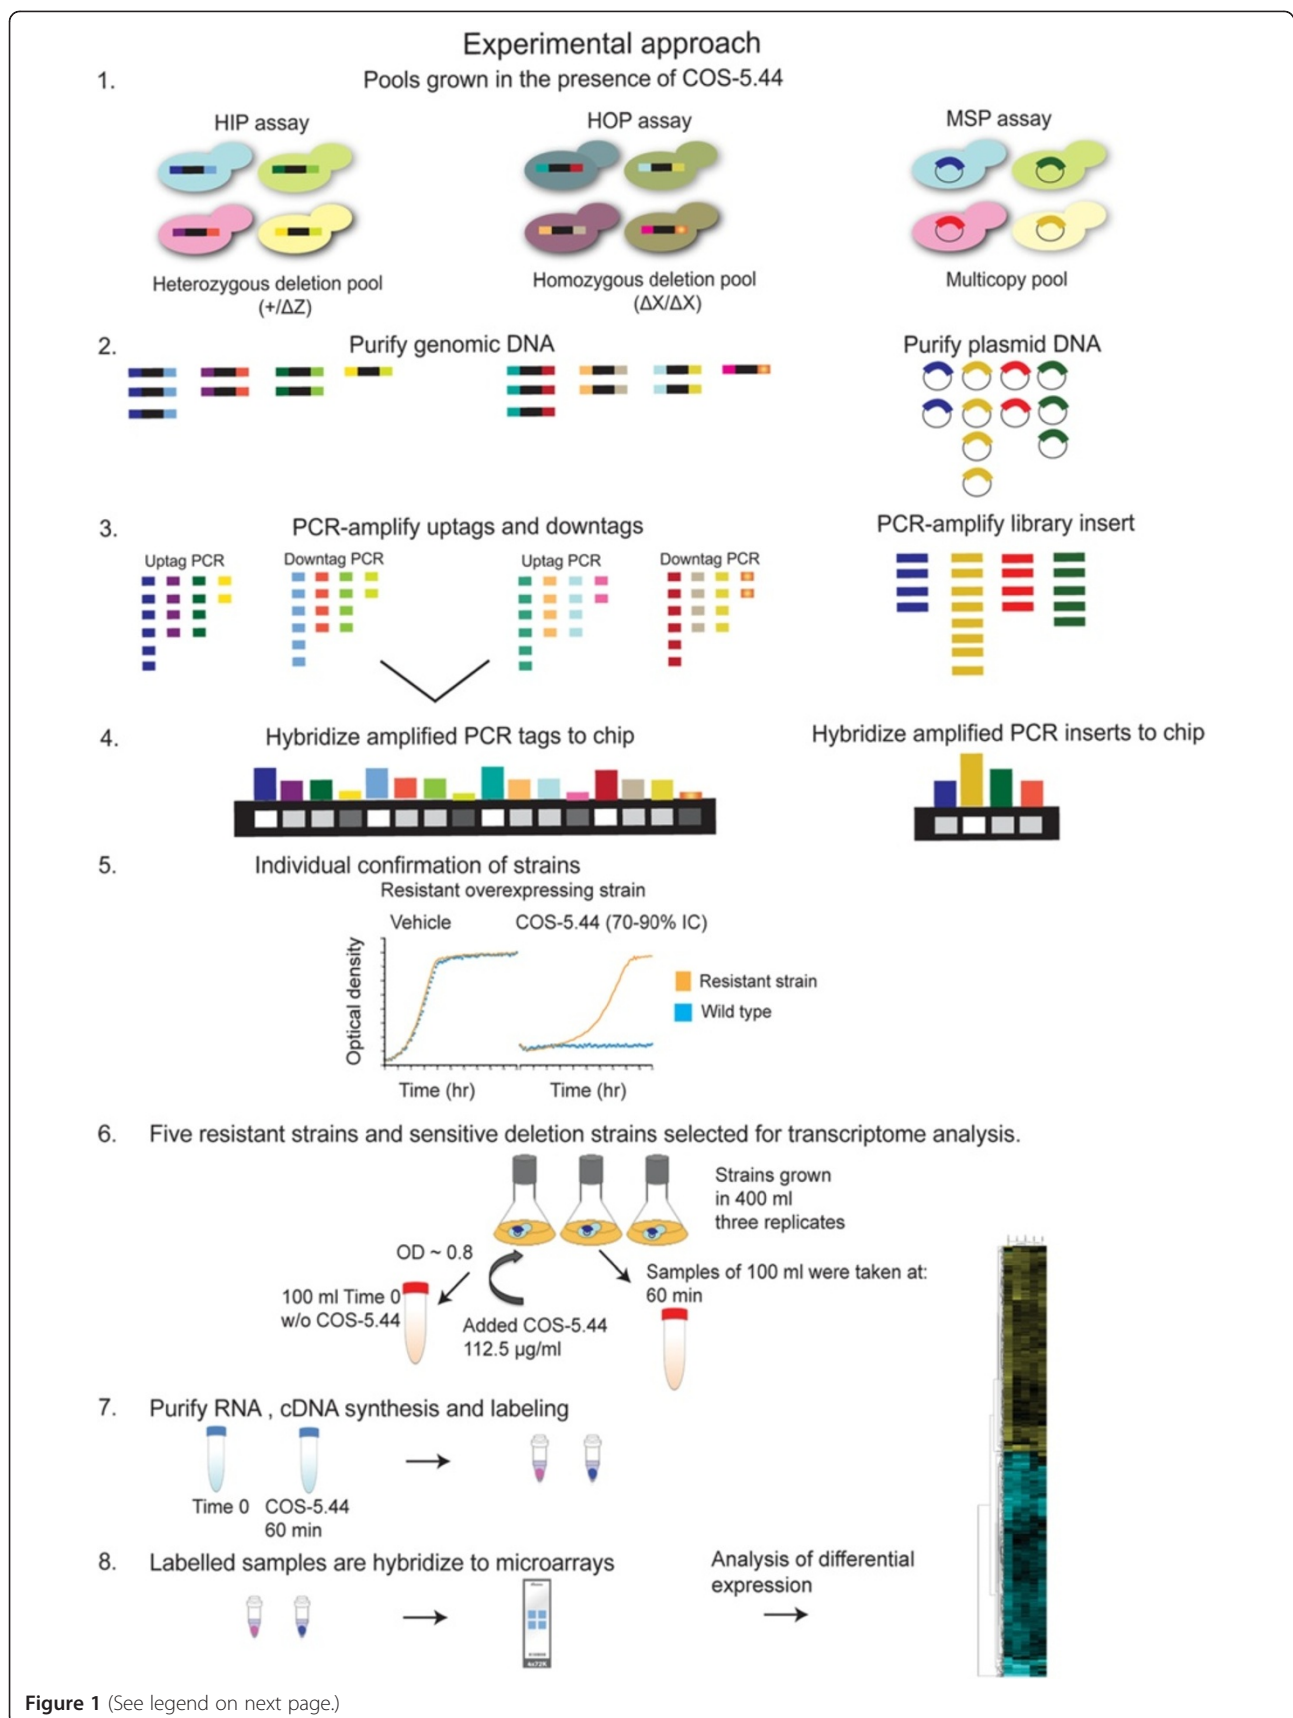 Experimental approach
1.
Pools grown in the presence of COS-5.44
HIP assay
HOP assay
MSP assay
Heterozygous deletion pool
(+/ΔZ)
Homozygous deletion pool
(ΔX/ΔX)
Multicopy pool
2.
Purify genomic DNA
Purify plasmid DNA
3.
PCR-amplify uptags and downtags
PCR-amplify library insert
Uptag PCR
Downtag PCR
Uptag PCR
Downtag PCR
4.
Hybridize amplified PCR tags to chip
Hybridize amplified PCR inserts to chip
5.
Individual confirmation of strains
Resistant overexpressing strain
Vehicle
COS-5.44 (70-90% IC)
Optical density
Resistant strain
Wild type
Time (hr)
Time (hr)
6. Five resistant strains and sensitive deletion strains selected for transcriptome analysis.
Strains grown
in 400 ml
three replicates
OD ~ 0.8
100 ml Time 0
w/o COS-5.44
Added COS-5.44
112.5 µg/ml
Samples of 100 ml were taken at:
60 min
7. Purify RNA , cDNA synthesis and labeling
Time 0
COS-5.44
60 min
8. Labelled samples are hybridize to microarrays
4x72K
Analysis of differential
expression
Figure 1 (See legend on next page.)